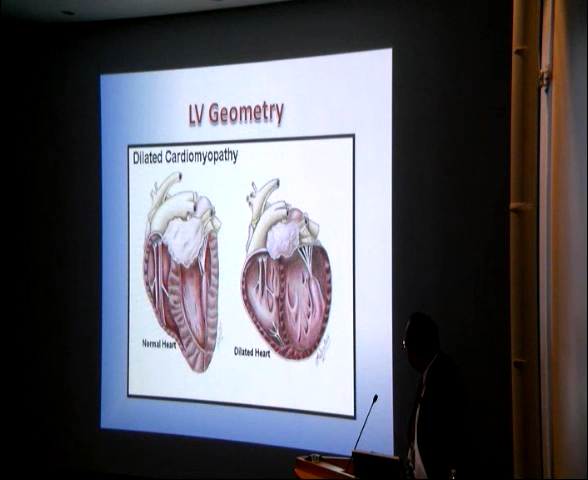 LV Geometry
Dilated Cardiomyopathy
Normal Heart
Dilated Heart